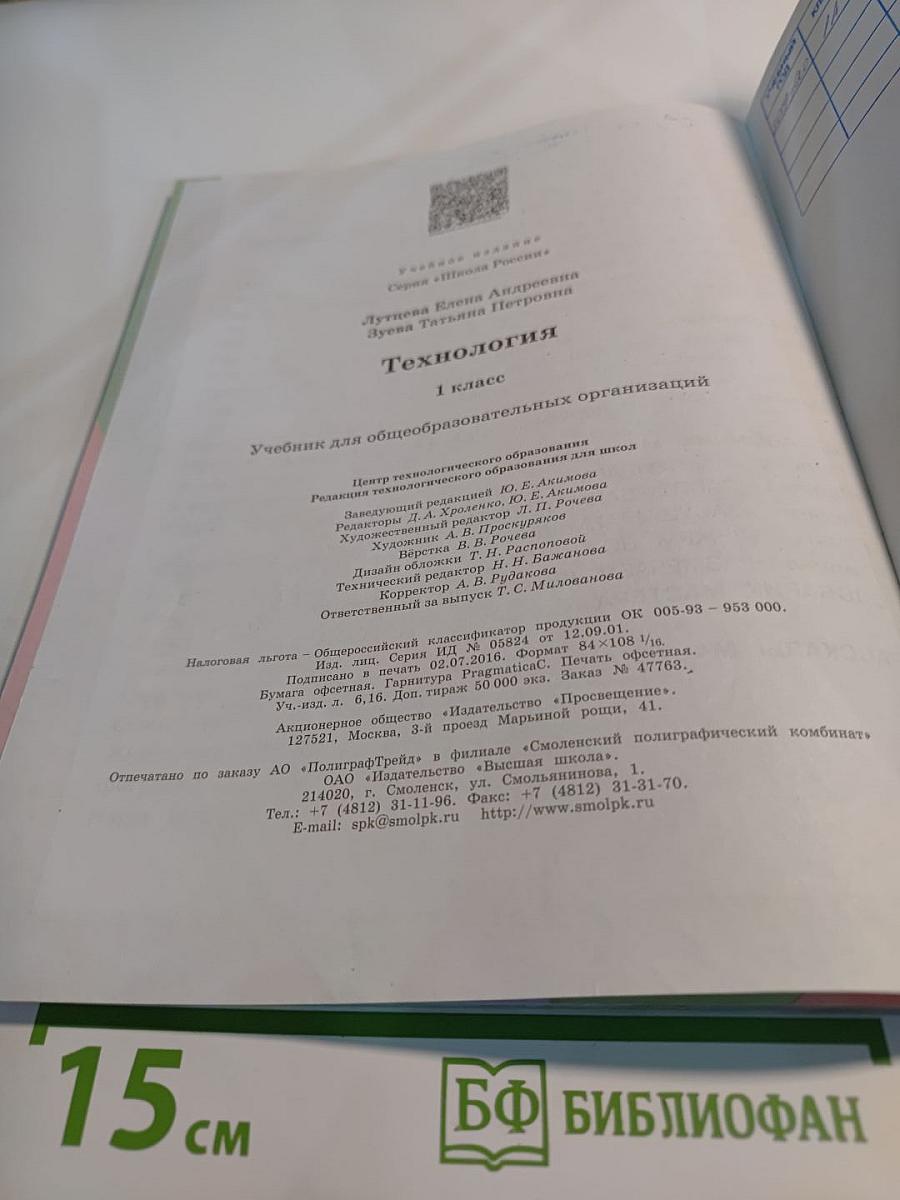 УЧЕБНЫЙ
ГОД
Учебное издание
Серия «Школа России»
Лутцева Елена Андреевна
Зуева Татьяна Петровна
Технология
1 класс
Учебник для общеобразовательных организаций
Центр технологического образования
Редакция технологического образования для школ
Заведующий редакцией Ю. Е. Акимова
Редакторы Д. А. Хроленко, Ю. Е. Акимова
Художественный редактор Л. П. Рочева
Художник А. В. Проскуряков
Вёрстка В. В. Рочева
Дизайн обложки Т. Н. Распоповой
Технический редактор Н. Н. Бажанова
Корректор А. В. Рудакова
Ответственный за выпуск Т. С. Милованова
Налоговая льгота – Общероссийский классификатор продукции ОК 005-93 – 953 000.
Изд. лиц. Серия ИД № 05824 от 12.09.01.
Подписано в печать 02.07.2016. Формат 84×108 1/16.
Бумага офсетная. Гарнитура PragmaticaC. Печать офсетная.
Уч.-изд. л. 6,16. Доп. тираж 50 000 экз. Заказ № 47763.
Акционерное общество «Издательство «Просвещение».
127521, Москва, 3-й проезд Марьиной рощи, 41.
Отпечатано по заказу АО «ПолиграфТрейд» в филиале «Смоленский полиграфический комбинат»
ОАО «Издательство «Высшая школа».
214020, г. Смоленск, ул. Смольянинова, 1.
Тел.: +7 (4812) 31-11-96. Факс: +7 (4812) 31-31-70.
E-mail: spk@smolpk.ru http://www.smolpk.ru
15 см
БФ БИБЛИОФАН